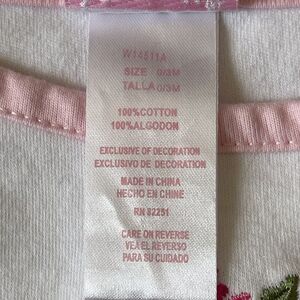 W14511A
SIZE 0/3M
TALLA 0/3M
100%COTTON
100%ALGODON
EXCLUSIVE OF DECORATION
EXCLUSIVO DE DECORATION
MADE IN CHINA
HECHO EN CHINE
RN 82251
CARE ON REVERSE
VEA EL REVERSO
PARA SU CUIDADO